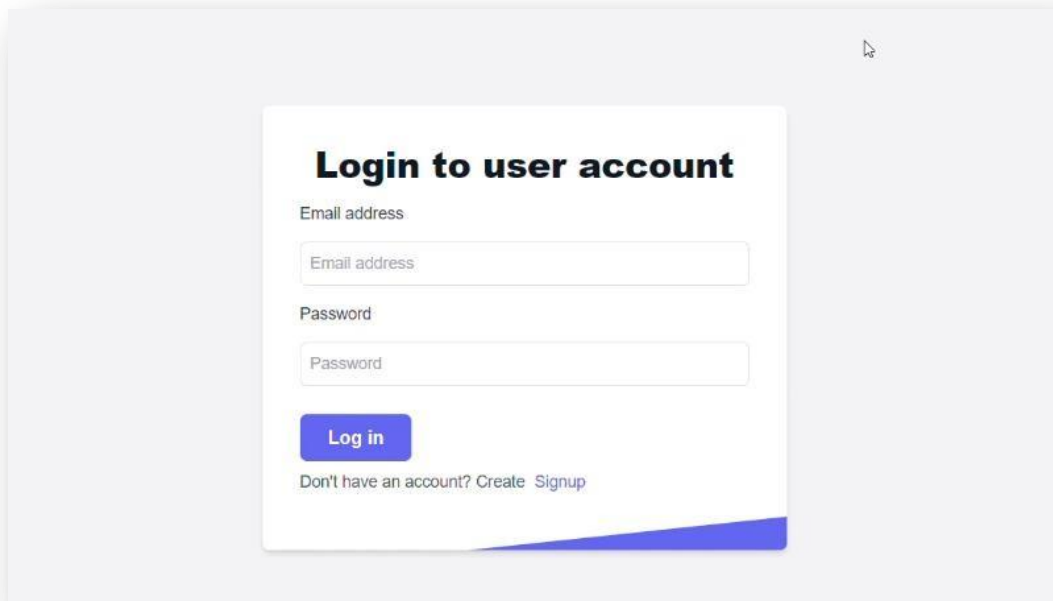 Login to user account
Email address
Email address
Password
Password
Log in
Don't have an account? Create Signup